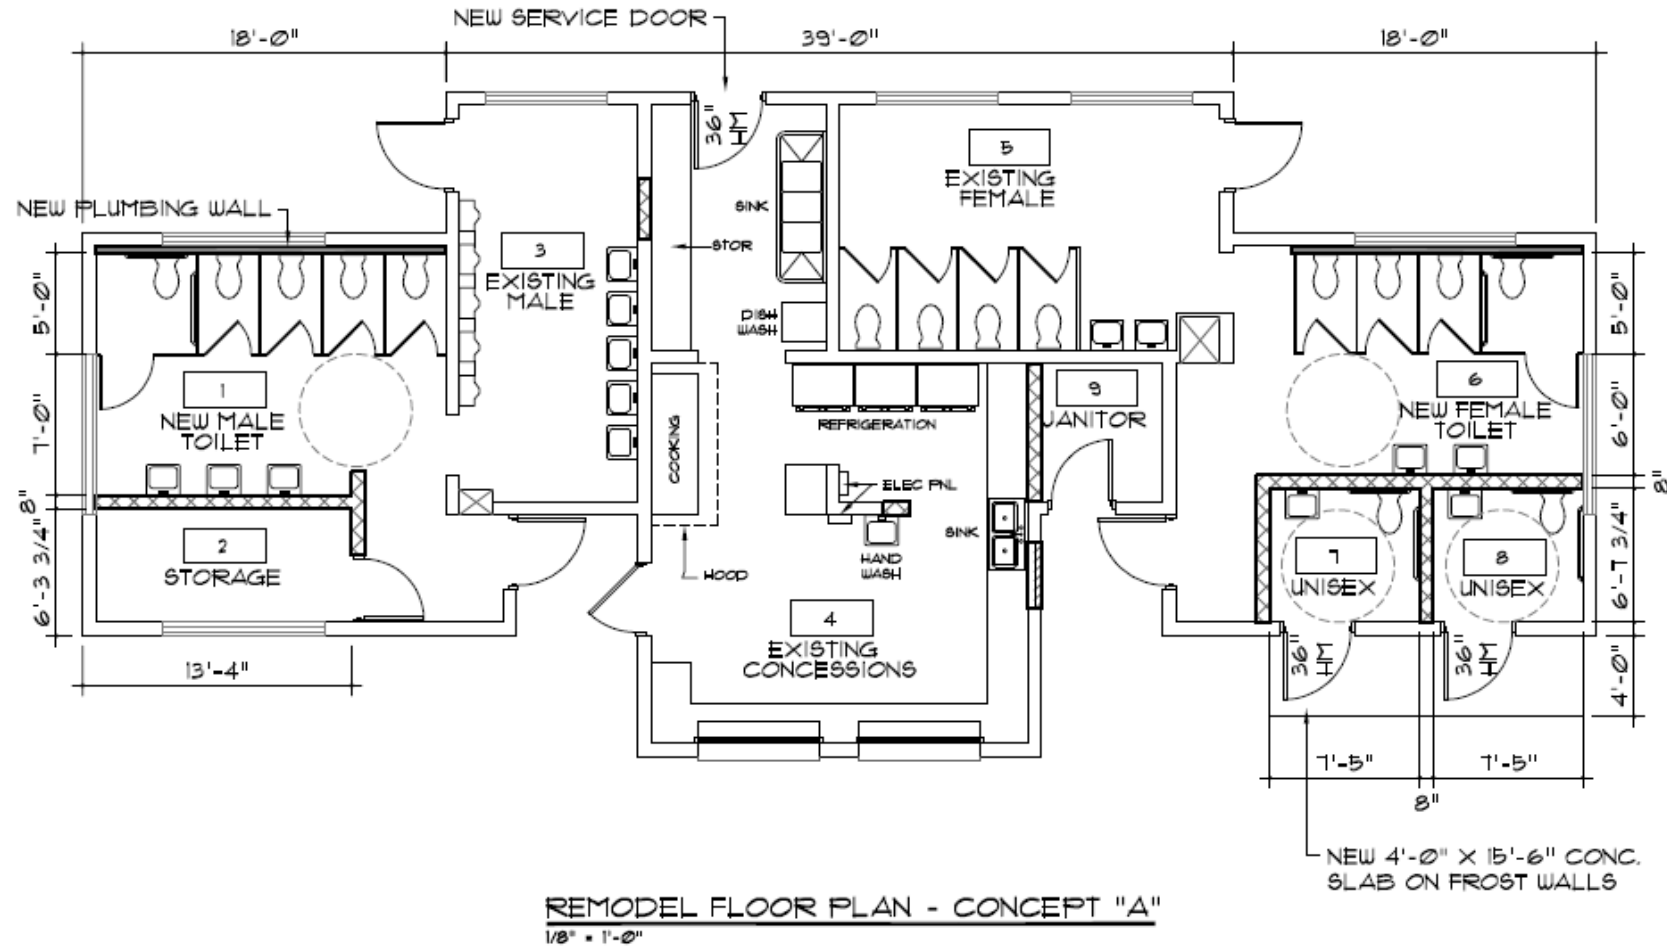 NEW SERVICE DOOR
18'-0"
39'-0"
18'-0"
36"
HM
5
EXISTING
FEMALE
NEW PLUMBING WALL
SINK
STOR
3
EXISTING
MALE
5'-0"
DISH
WASH
5'-0"
1
NEW MALE
TOILET
7'-0"
COOKING
REFRIGERATION
9
JANITOR
6
NEW FEMALE
TOILET
6'-0"
8"
ELEC PNL
8"
2
STORAGE
6'-3 3/4"
HOOD
HAND
WASH
SINK
7
UNISEX
8
UNISEX
6'-7 3/4"
4
EXISTING
CONCESSIONS
13'-4"
36"
HM
36"
HM
4'-0"
7'-5"
7'-5"
8"
NEW 4'-0" X 15'-6" CONC.
SLAB ON FROST WALLS
REMODEL FLOOR PLAN - CONCEPT "A"
1/8" = 1'-0"